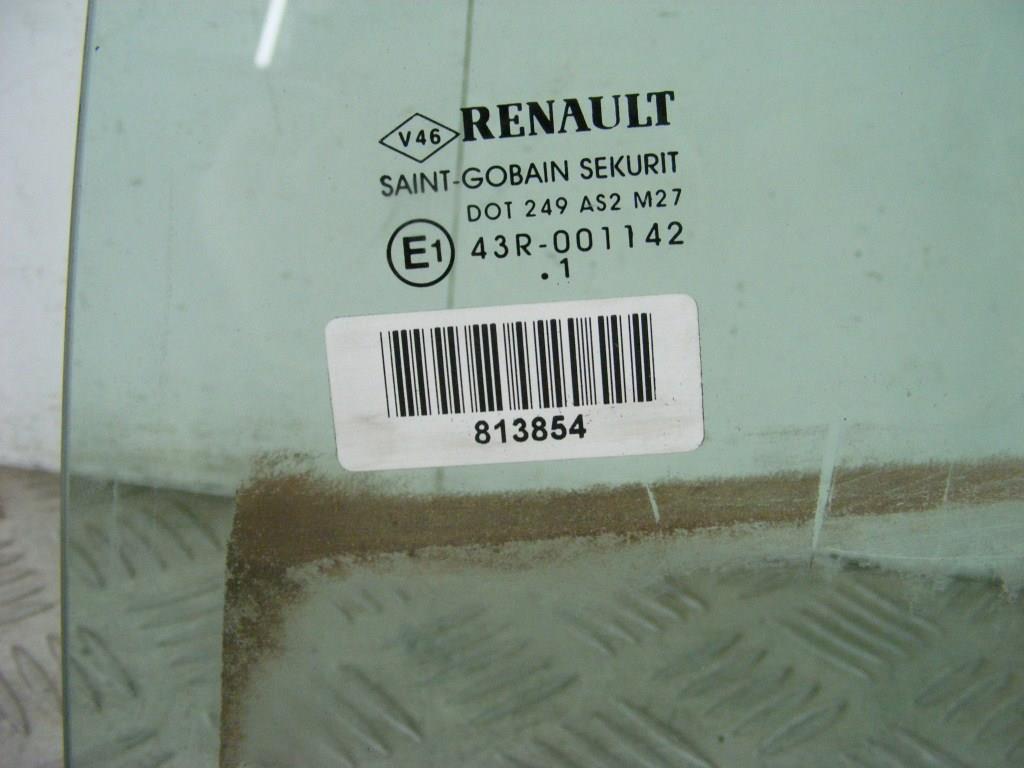 V46 RENAULT
SAINT-GOBAIN SEKURIT
DOT 249 AS2 M27
E1 43R-001142
.1
813854